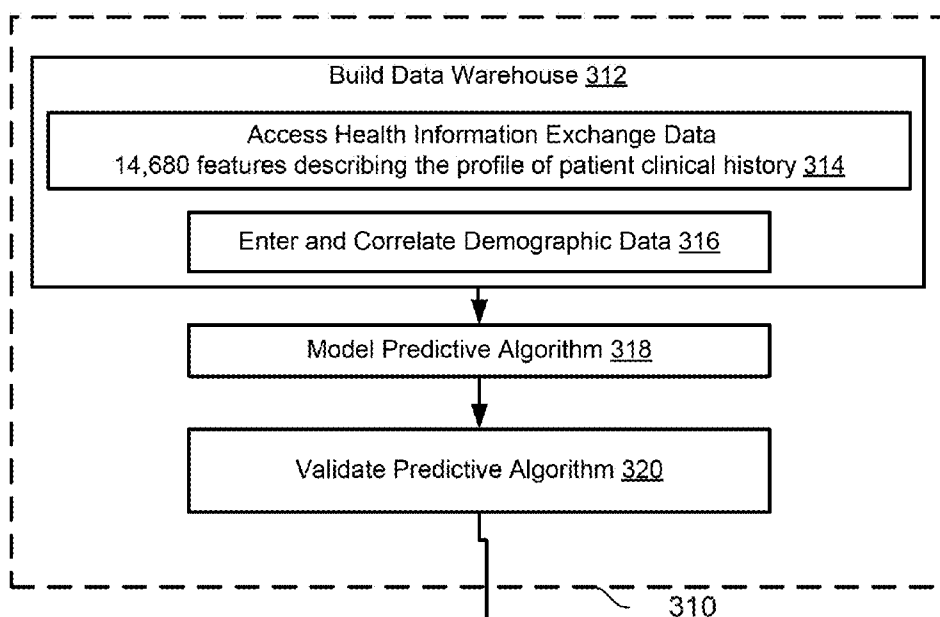 Build Data Warehouse 312
Access Health Information Exchange Data
14,680 features describing the profile of patient clinical history 314
Enter and Correlate Demographic Data 316
Model Predictive Algorithm 318
Validate Predictive Algorithm 320
310